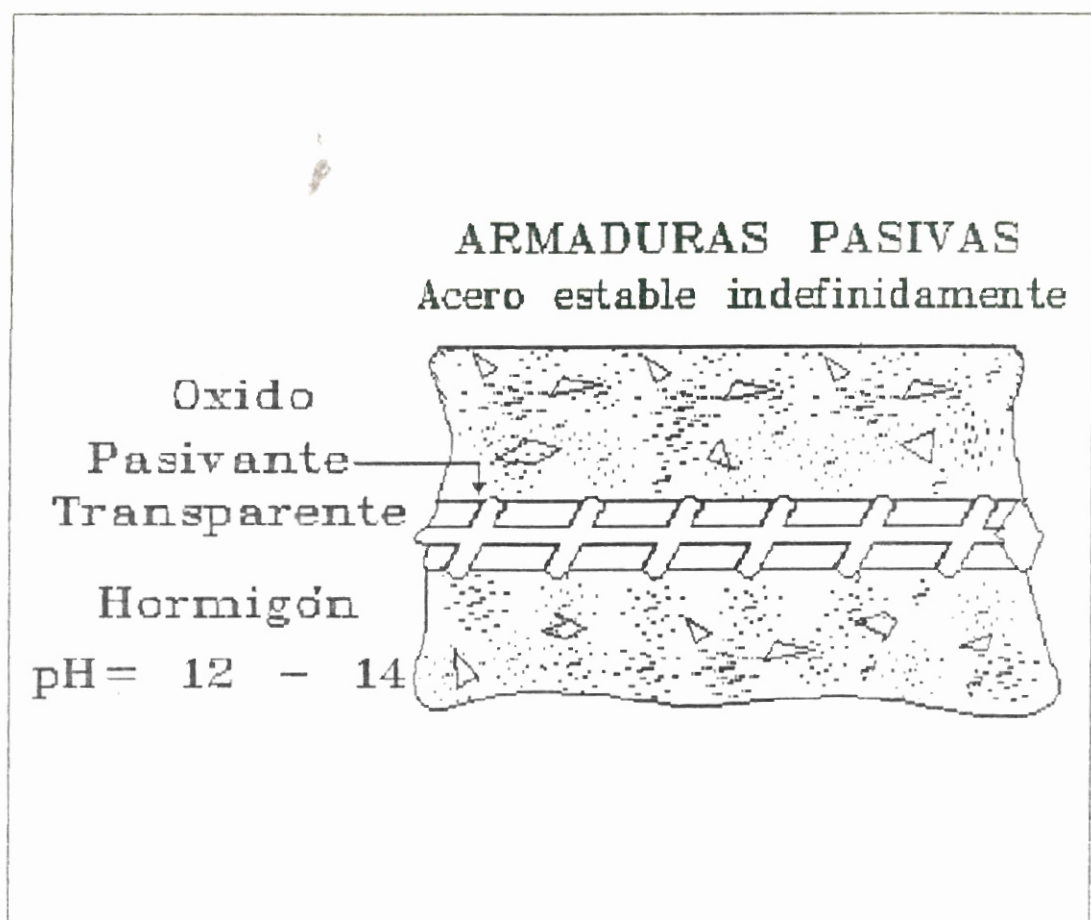 ARMADURAS PASIVAS
Acero estable indefinidamente
Oxido
Pasivante
Transparente
Hormigón
pH= 12 - 14